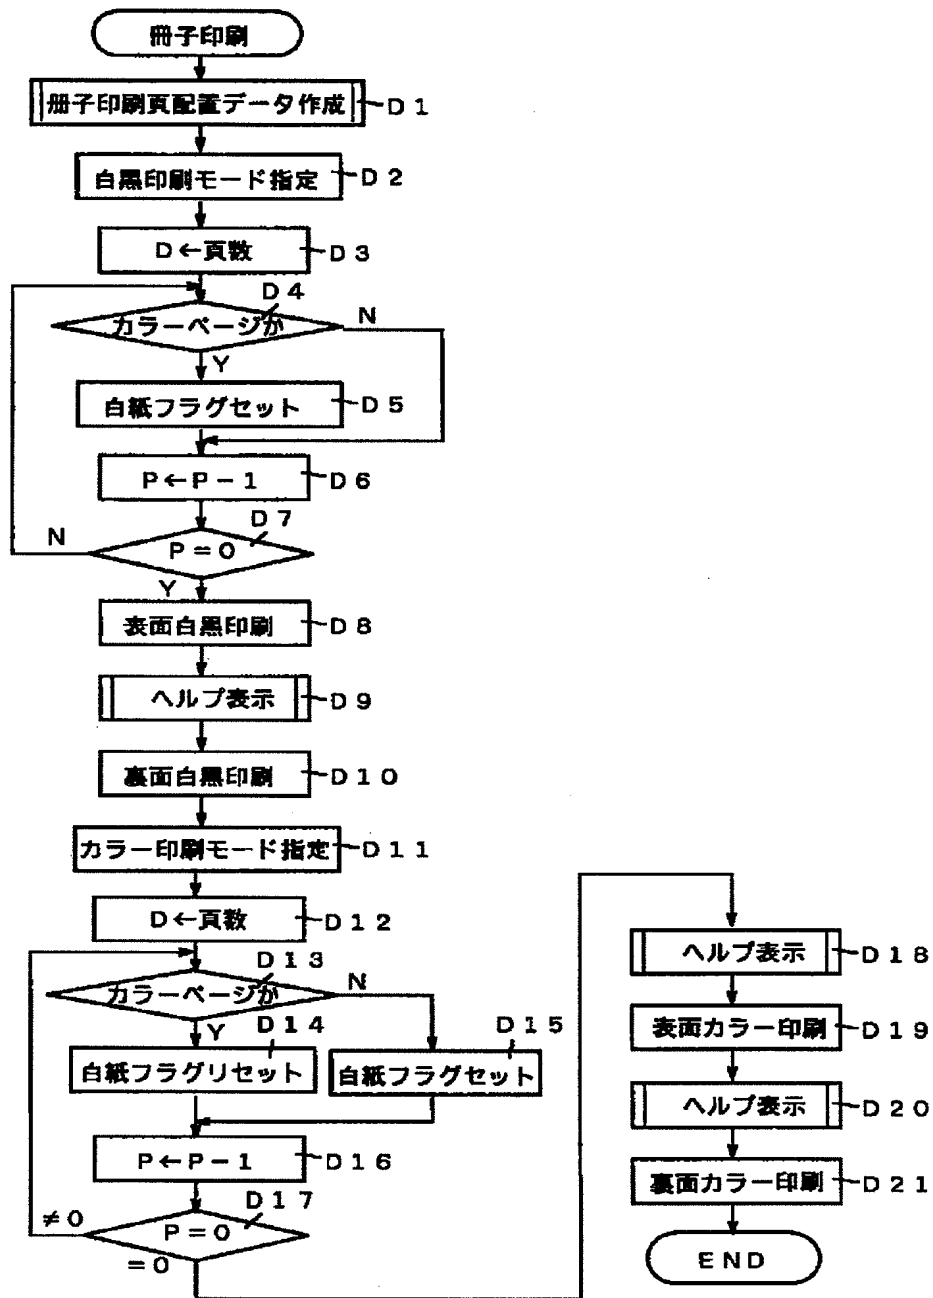 冊子印刷
冊子印刷頁配置データ作成 D1
白黒印刷モード指定 D2
D←頁数 D3
D4
カラーページか N
Y
白紙フラグセット D5
P←P-1 D6
D7
N P=0
Y
表面白黒印刷 D8
ヘルプ表示 D9
裏面白黒印刷 D10
カラー印刷モード指定 D11
D←頁数 D12
D13
カラーページか N
Y D14 D15
白紙フラグリセット 白紙フラグセット
P←P-1 D16
D17
≠0 P=0
=0
ヘルプ表示 D18
表面カラー印刷 D19
ヘルプ表示 D20
裏面カラー印刷 D21
END